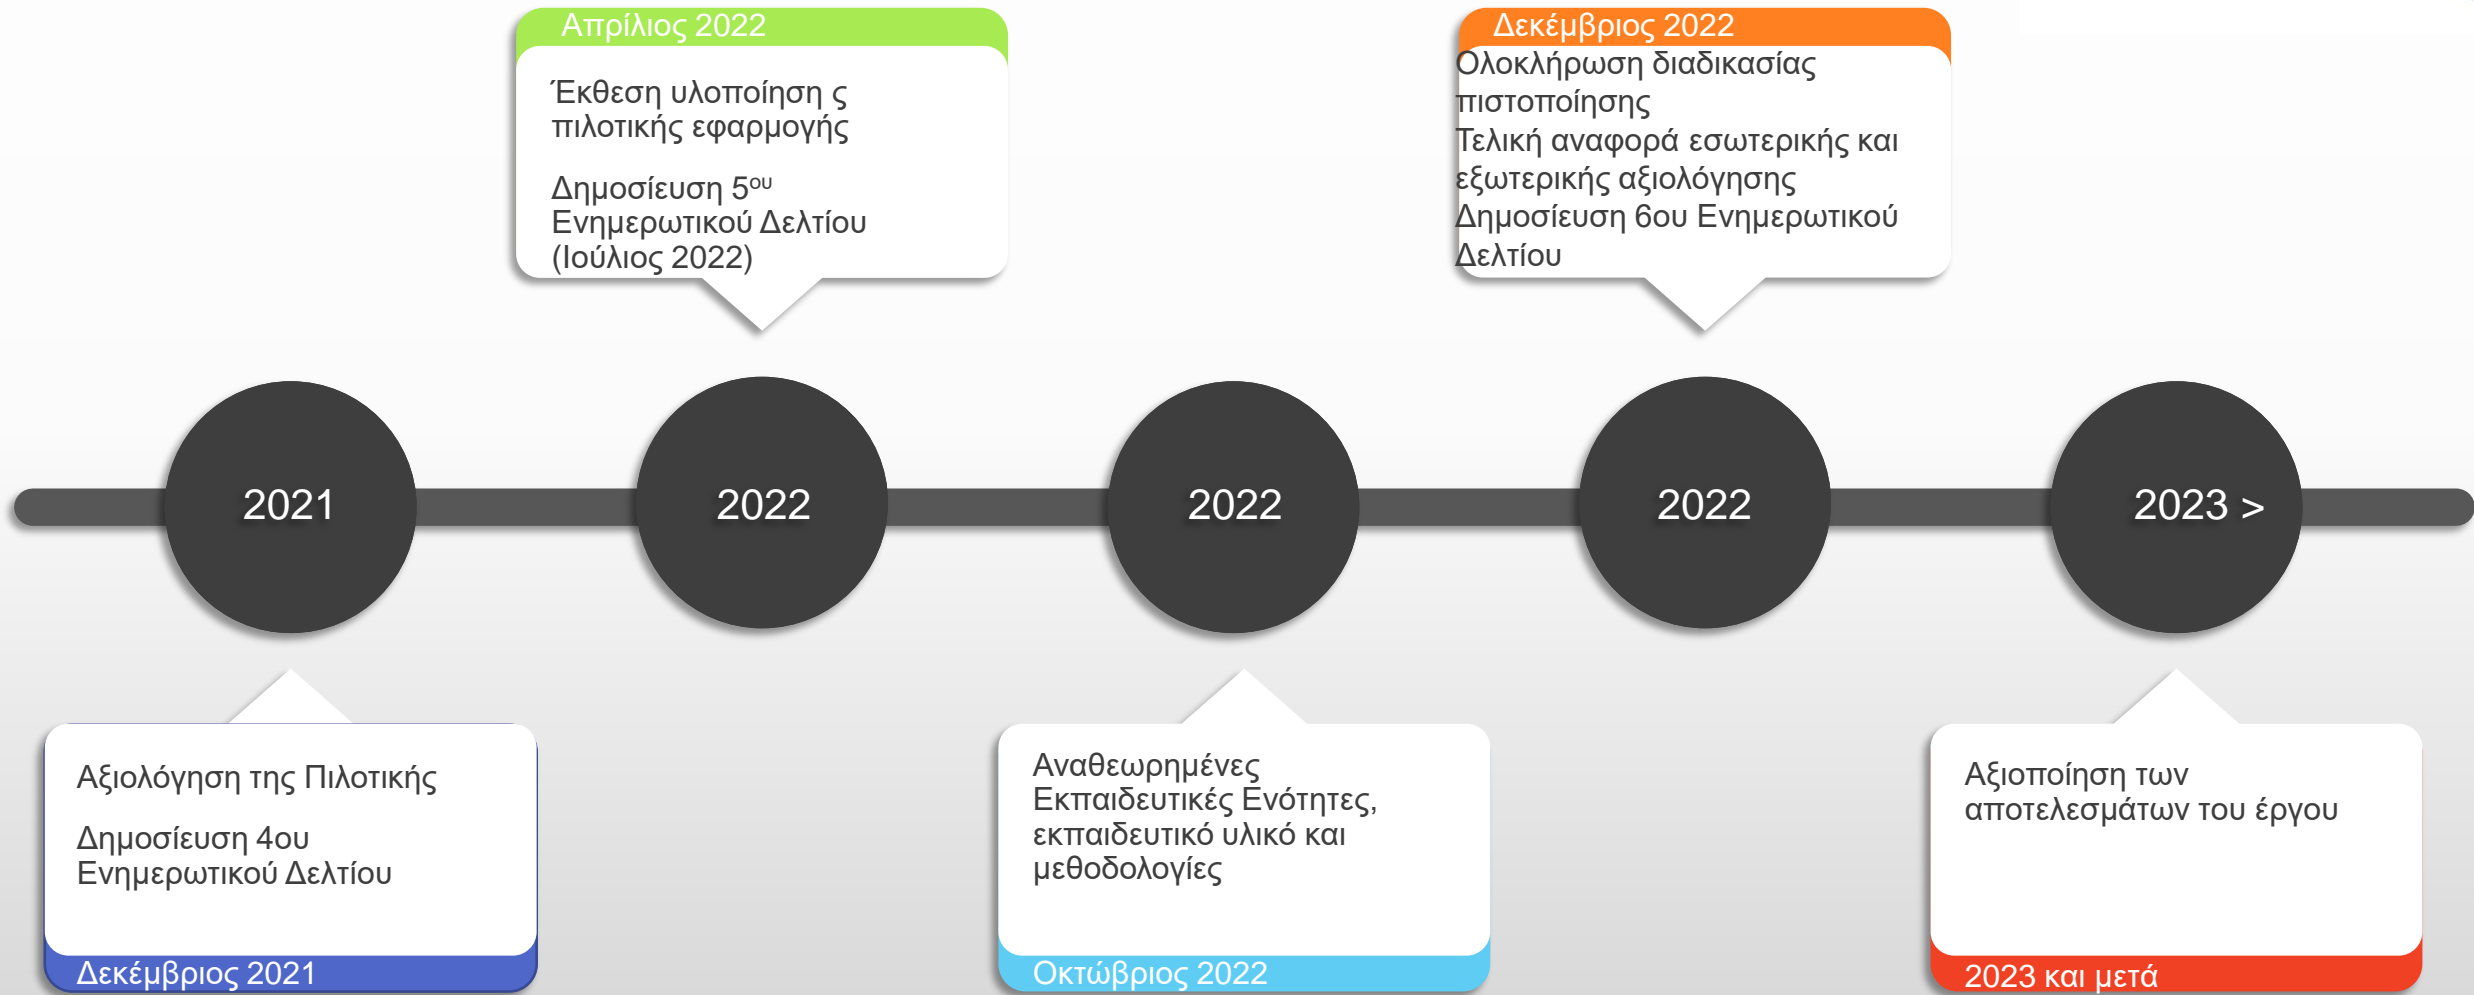 Απρίλιος 2022
Έκθεση υλοποίηση ς
πιλοτικής εφαρμογής
Δημοσίευση 5ου
Ενημερωτικού Δελτίου
(Ιούλιος 2022)
Δεκέμβριος 2022
Ολοκλήρωση διαδικασίας
πιστοποίησης
Τελική αναφορά εσωτερικής και
εξωτερικής αξιολόγησης
Δημοσίευση 6ου Ενημερωτικού
Δελτίου
2021
2022
2022
2022
2023 >
Αξιολόγηση της Πιλοτικής
Δημοσίευση 4ου
Ενημερωτικού Δελτίου
Δεκέμβριος 2021
Αναθεωρημένες
Εκπαιδευτικές Ενότητες,
εκπαιδευτικό υλικό και
μεθοδολογίες
Οκτώβριος 2022
Αξιοποίηση των
αποτελεσμάτων του έργου
2023 και μετά